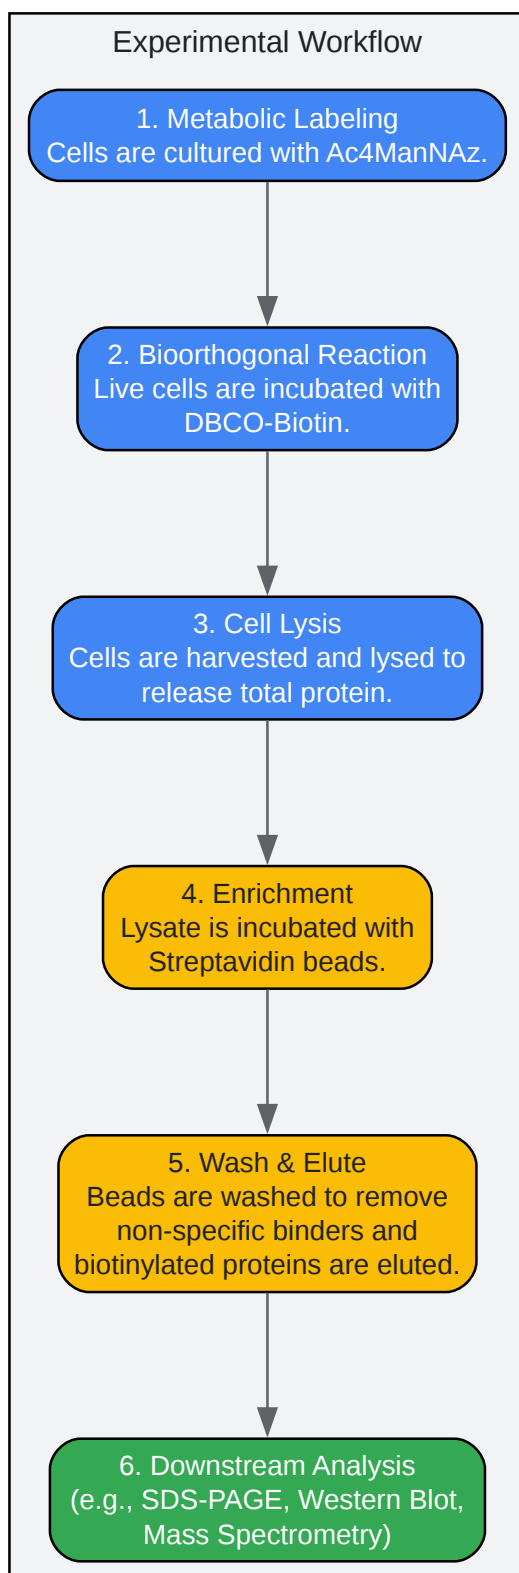 Experimental Workflow
1. Metabolic Labeling
Cells are cultured with Ac4ManNAz.
2. Bioorthogonal Reaction
Live cells are incubated with
DBCO-Biotin.
3. Cell Lysis
Cells are harvested and lysed to
release total protein.
4. Enrichment
Lysate is incubated with
Streptavidin beads.
5. Wash & Elute
Beads are washed to remove
non-specific binders and
biotinylated proteins are eluted.
6. Downstream Analysis
(e.g., SDS-PAGE, Western Blot,
Mass Spectrometry)